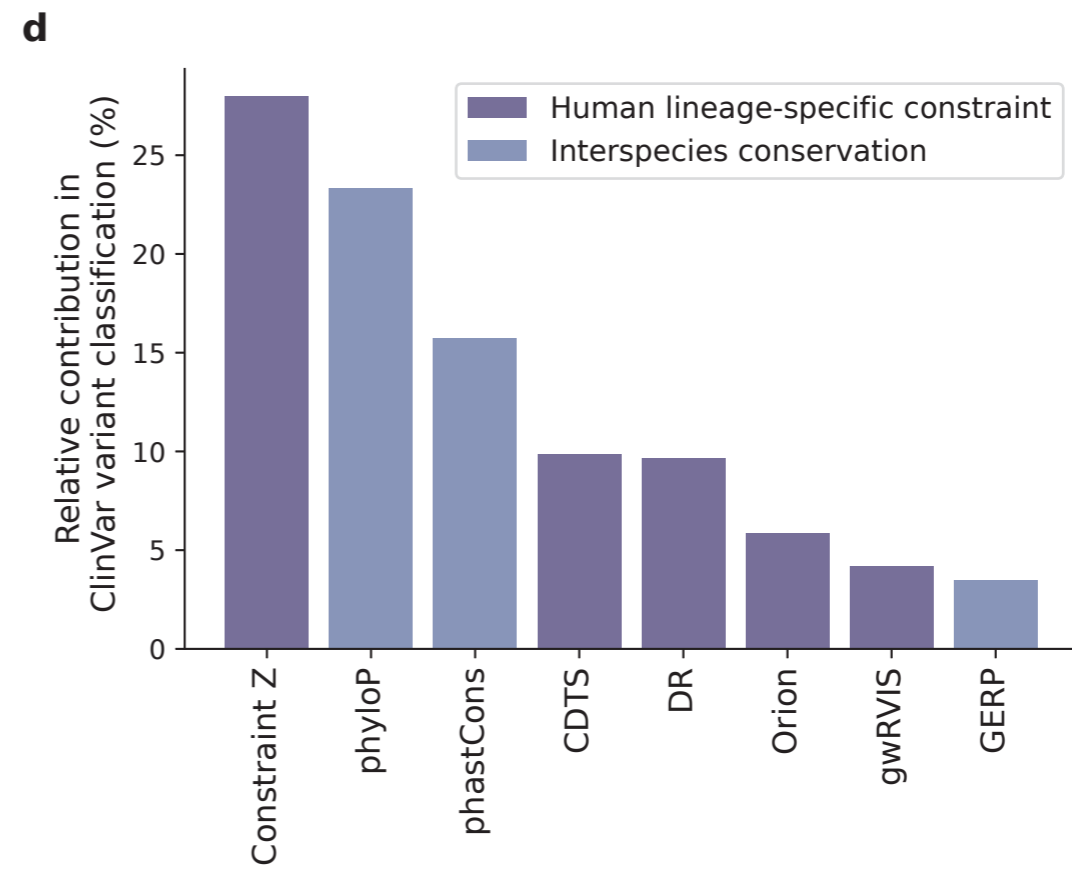 d
Relative contribution in
ClinVar variant classification (%)
25
20
15
10
5
0
Human lineage-specific constraint
Interspecies conservation
Constraint Z
phyloP
phastCons
CDTS
DR
Orion
gwRVIS
GERP